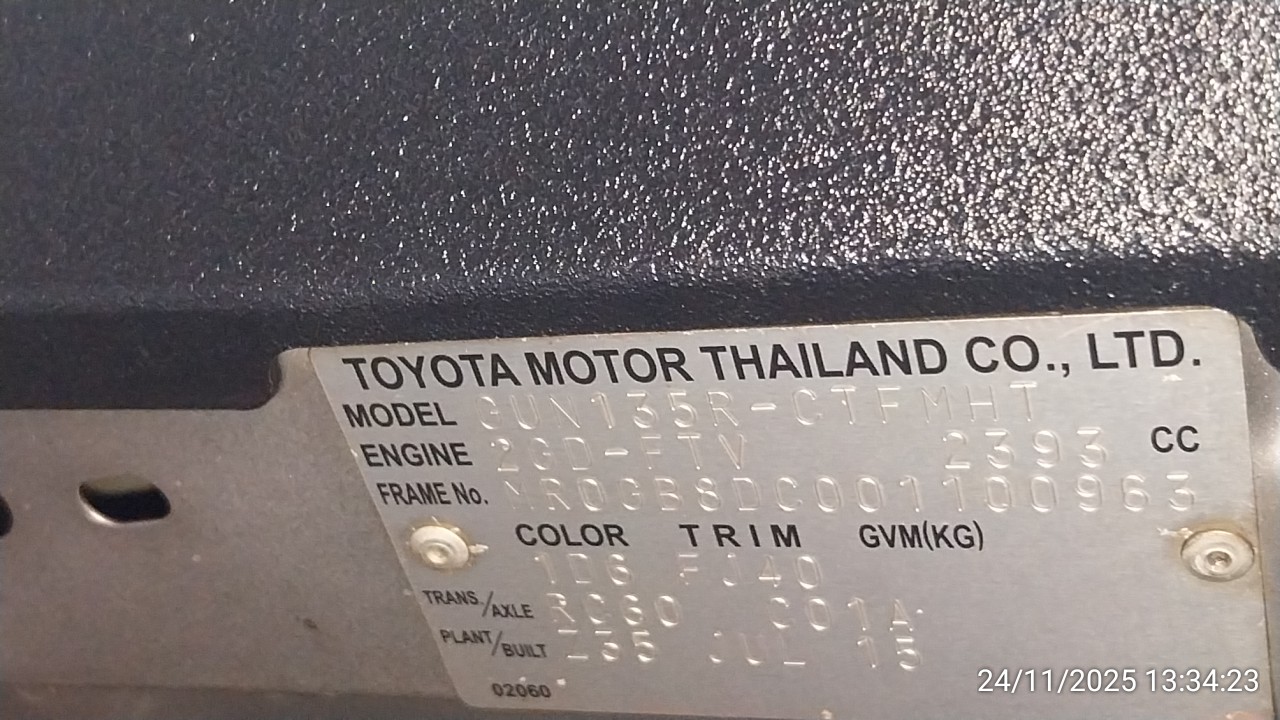 TOYOTA MOTOR THAILAND CO., LTD.
MODEL GUN135R-CTFMHT
ENGINE 2GD-FTV 2393 CC
FRAME No. MR0GB8DC001100963
COLOR TRIM GVM(KG)
1D6 FJ40
TRANS./AXLE RC60 C01A
PLANT/BUILT Z35 JUL 15
02060
24/11/2025 13:34:23